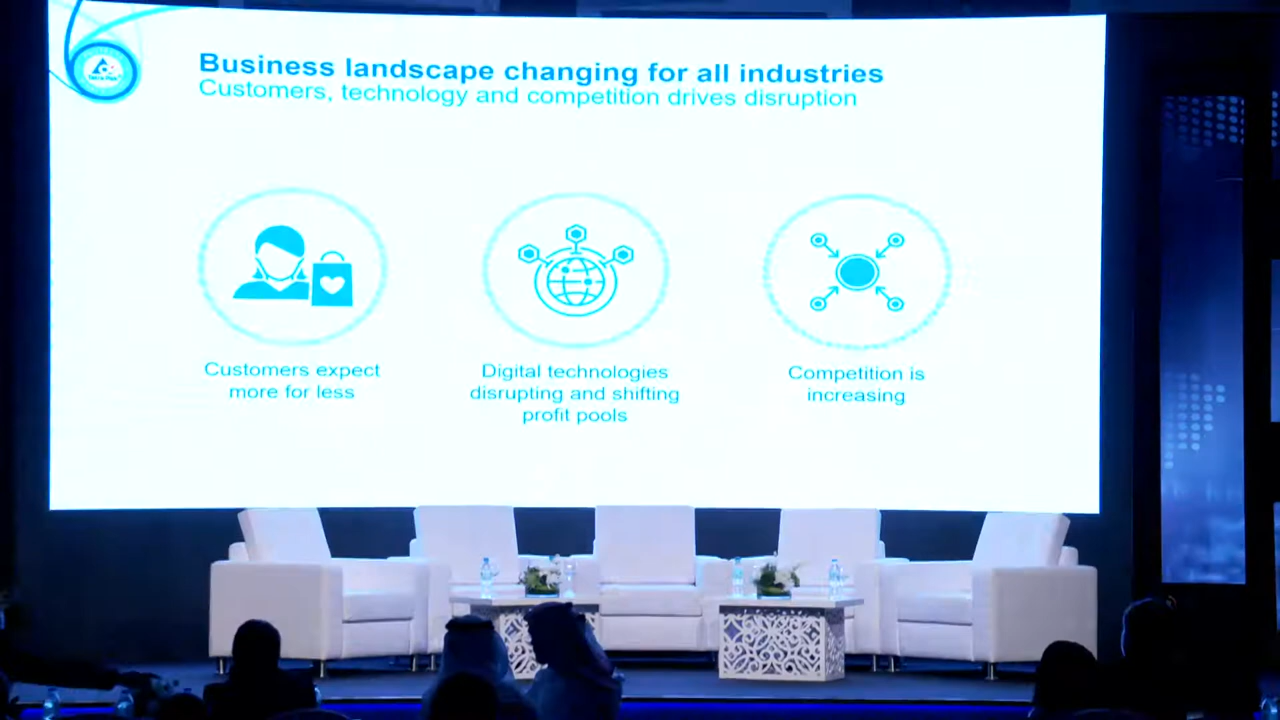 Business landscape changing for all industries
Customers, technology and competition drives disruption
Customers expect
more for less
Digital technologies
disrupting and shifting
profit pools
Competition is
increasing